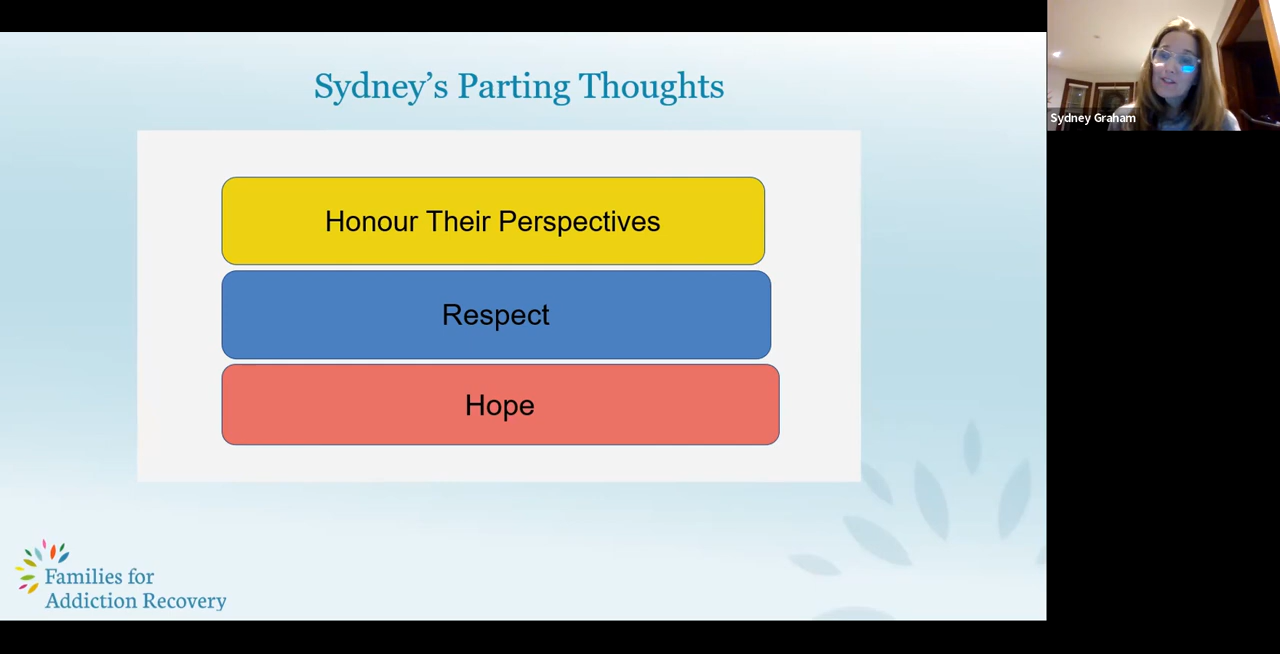 Sydney's Parting Thoughts
Sydney Graham
Honour Their Perspectives
Respect
Hope
Families for
Addiction Recovery